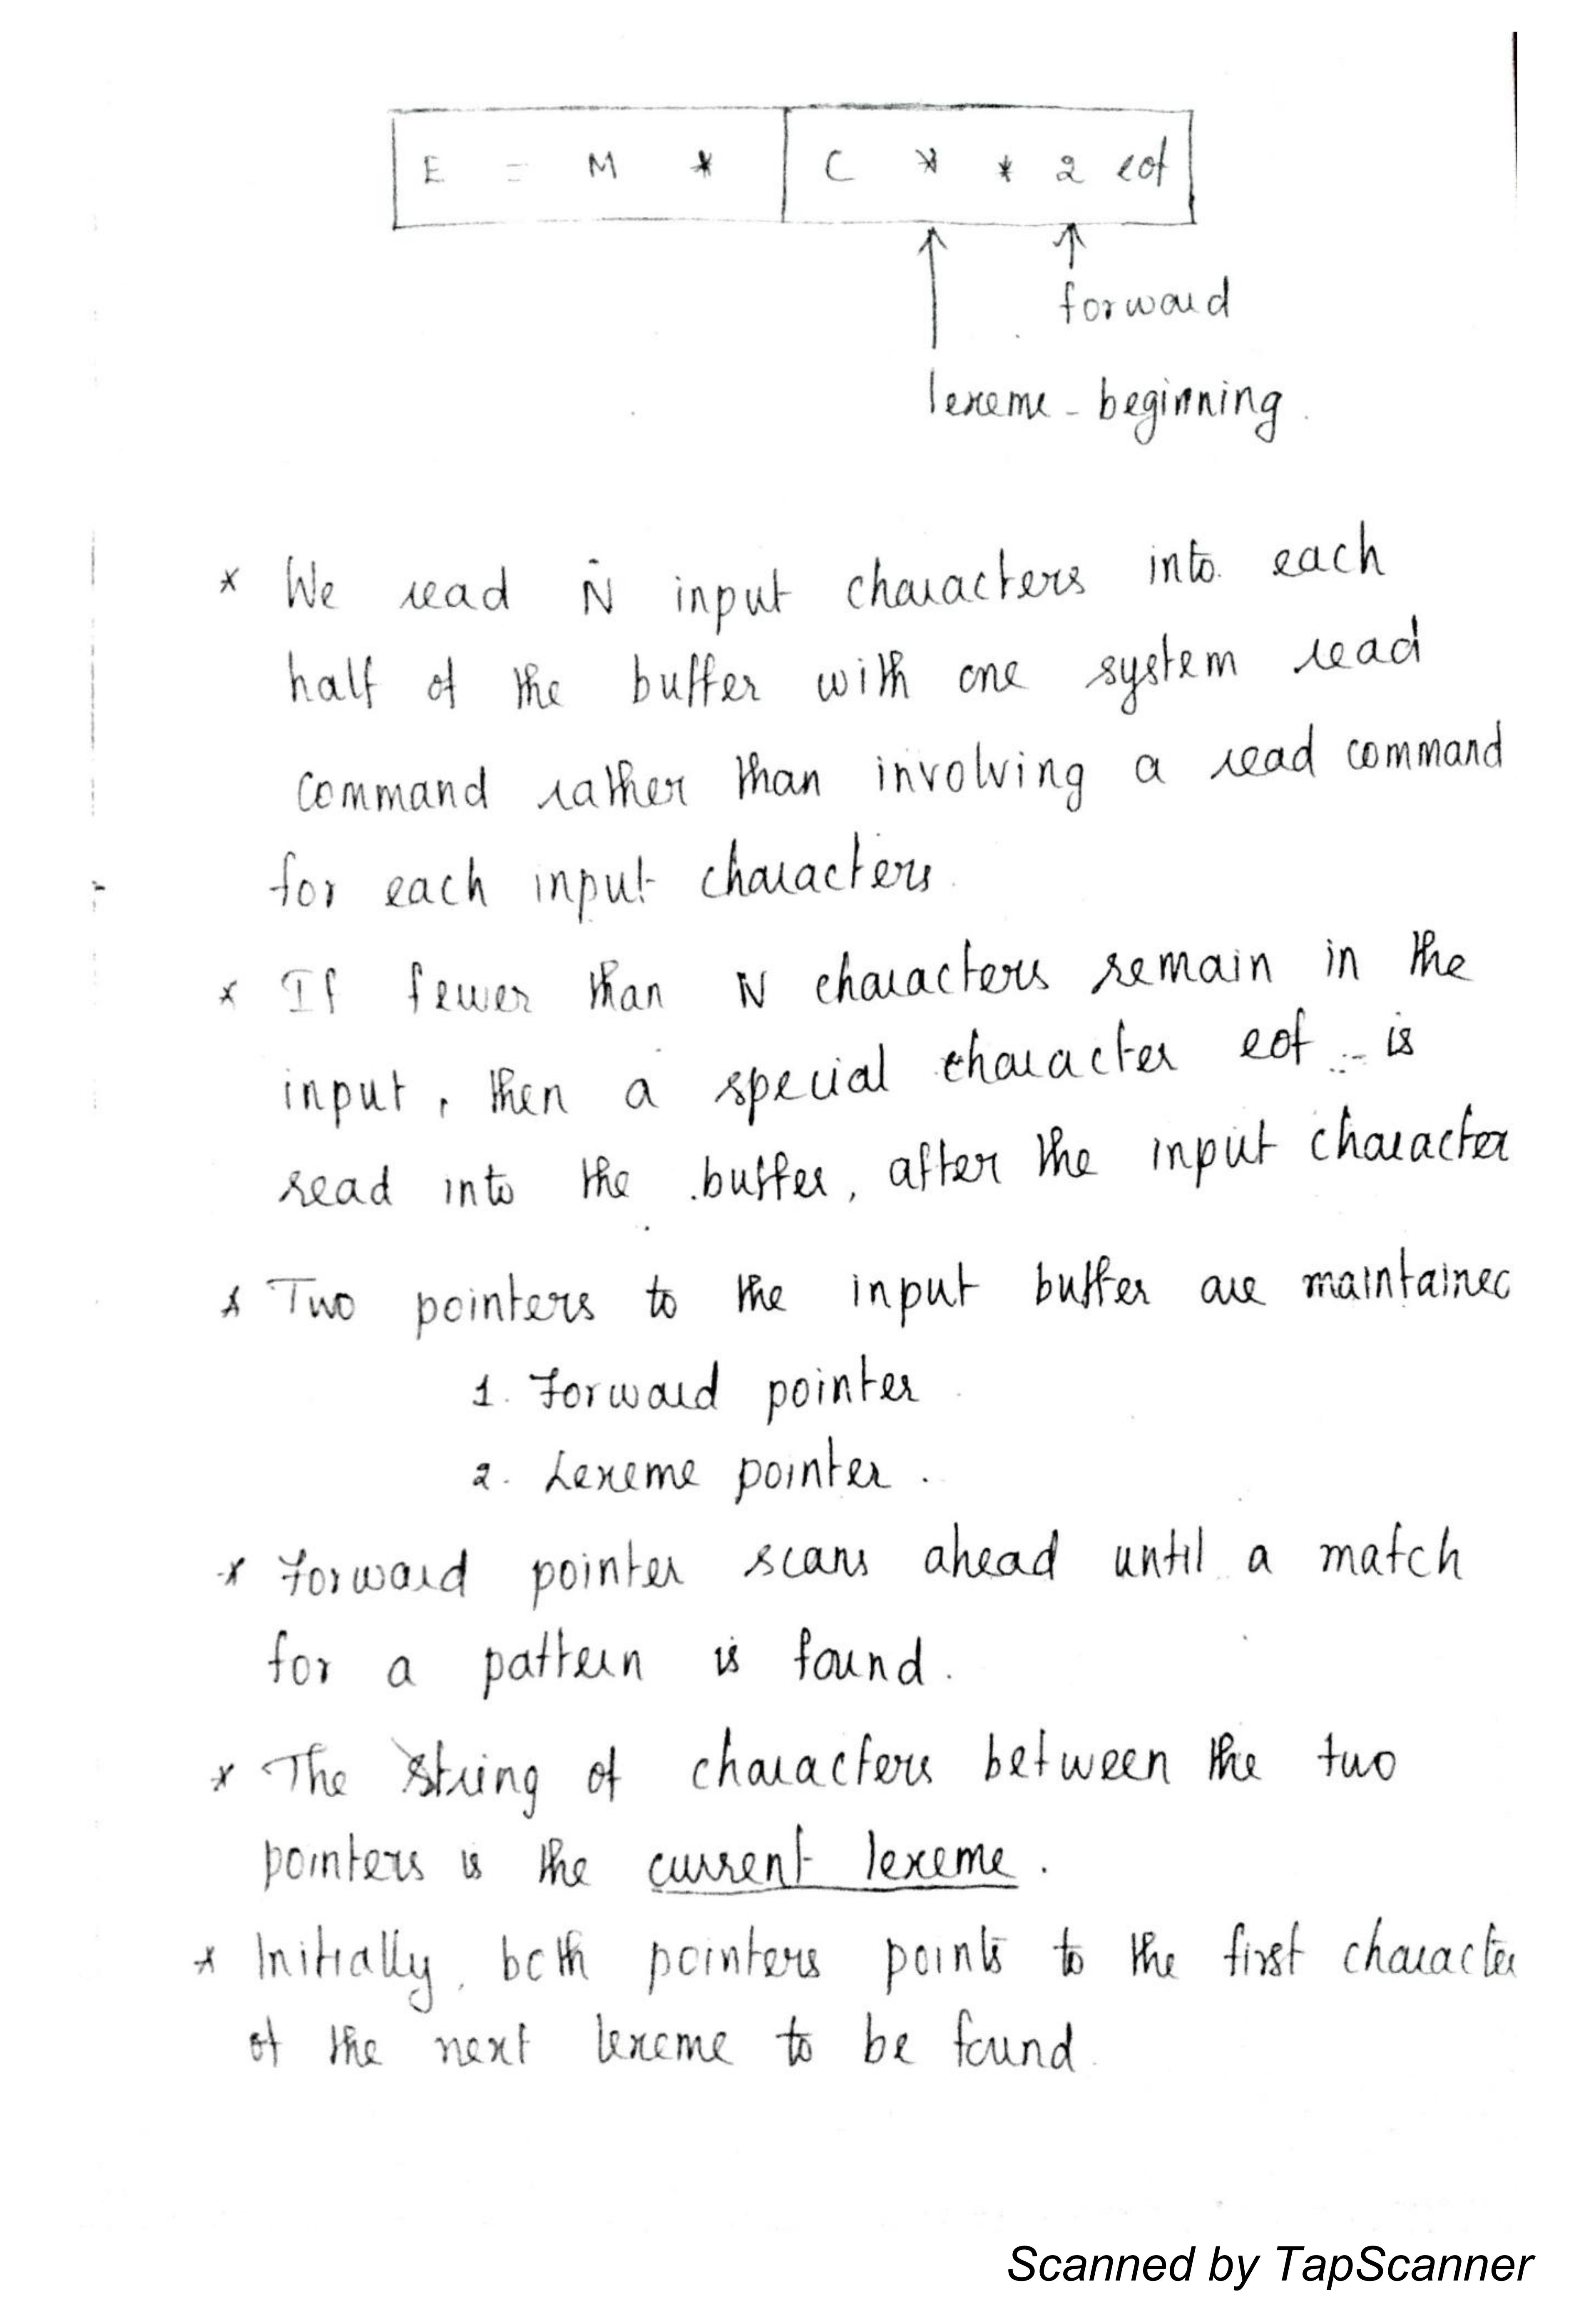 E = M * C * * 2 eof
forward
lexeme - beginning
* We read N input characters into each
half of the buffer with one system read
command rather than involving a read command
for each input characters.
* If fewer than N characters remain in the
input, then a special character eof is
read into the buffer, after the input character
* Two pointers to the input buffer are maintained
1. Forward pointer
2. Lexeme pointer.
* Forward pointer scans ahead until a match
for a pattern is found.
* The string of characters between the two
pointers is the current lexeme.
* Initially, both pointers points to the first character
of the next lexeme to be found.
Scanned by TapScanner